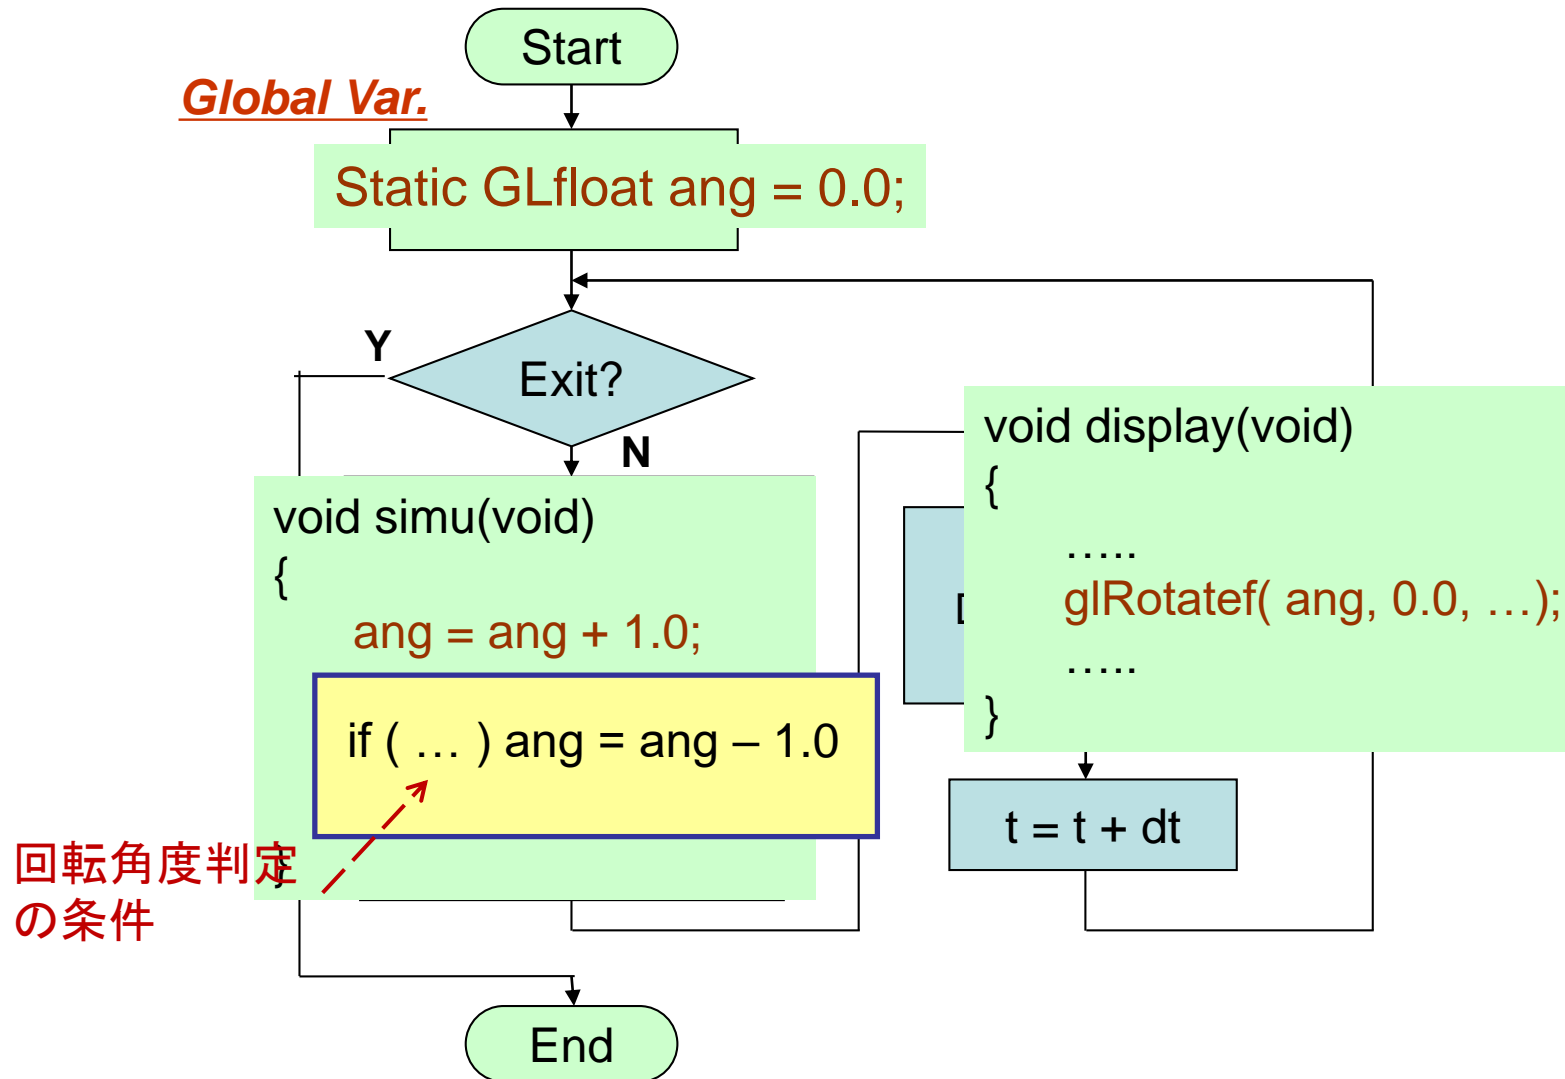 Start
Global Var.
Static GLfloat ang = 0.0;
Exit?
Y
N
void simu(void)
{
ang = ang + 1.0;
if ( … ) ang = ang – 1.0
}
回転角度判定
の条件
void display(void)
{
…..
glRotatef( ang, 0.0, …);
…..
}
t = t + dt
End